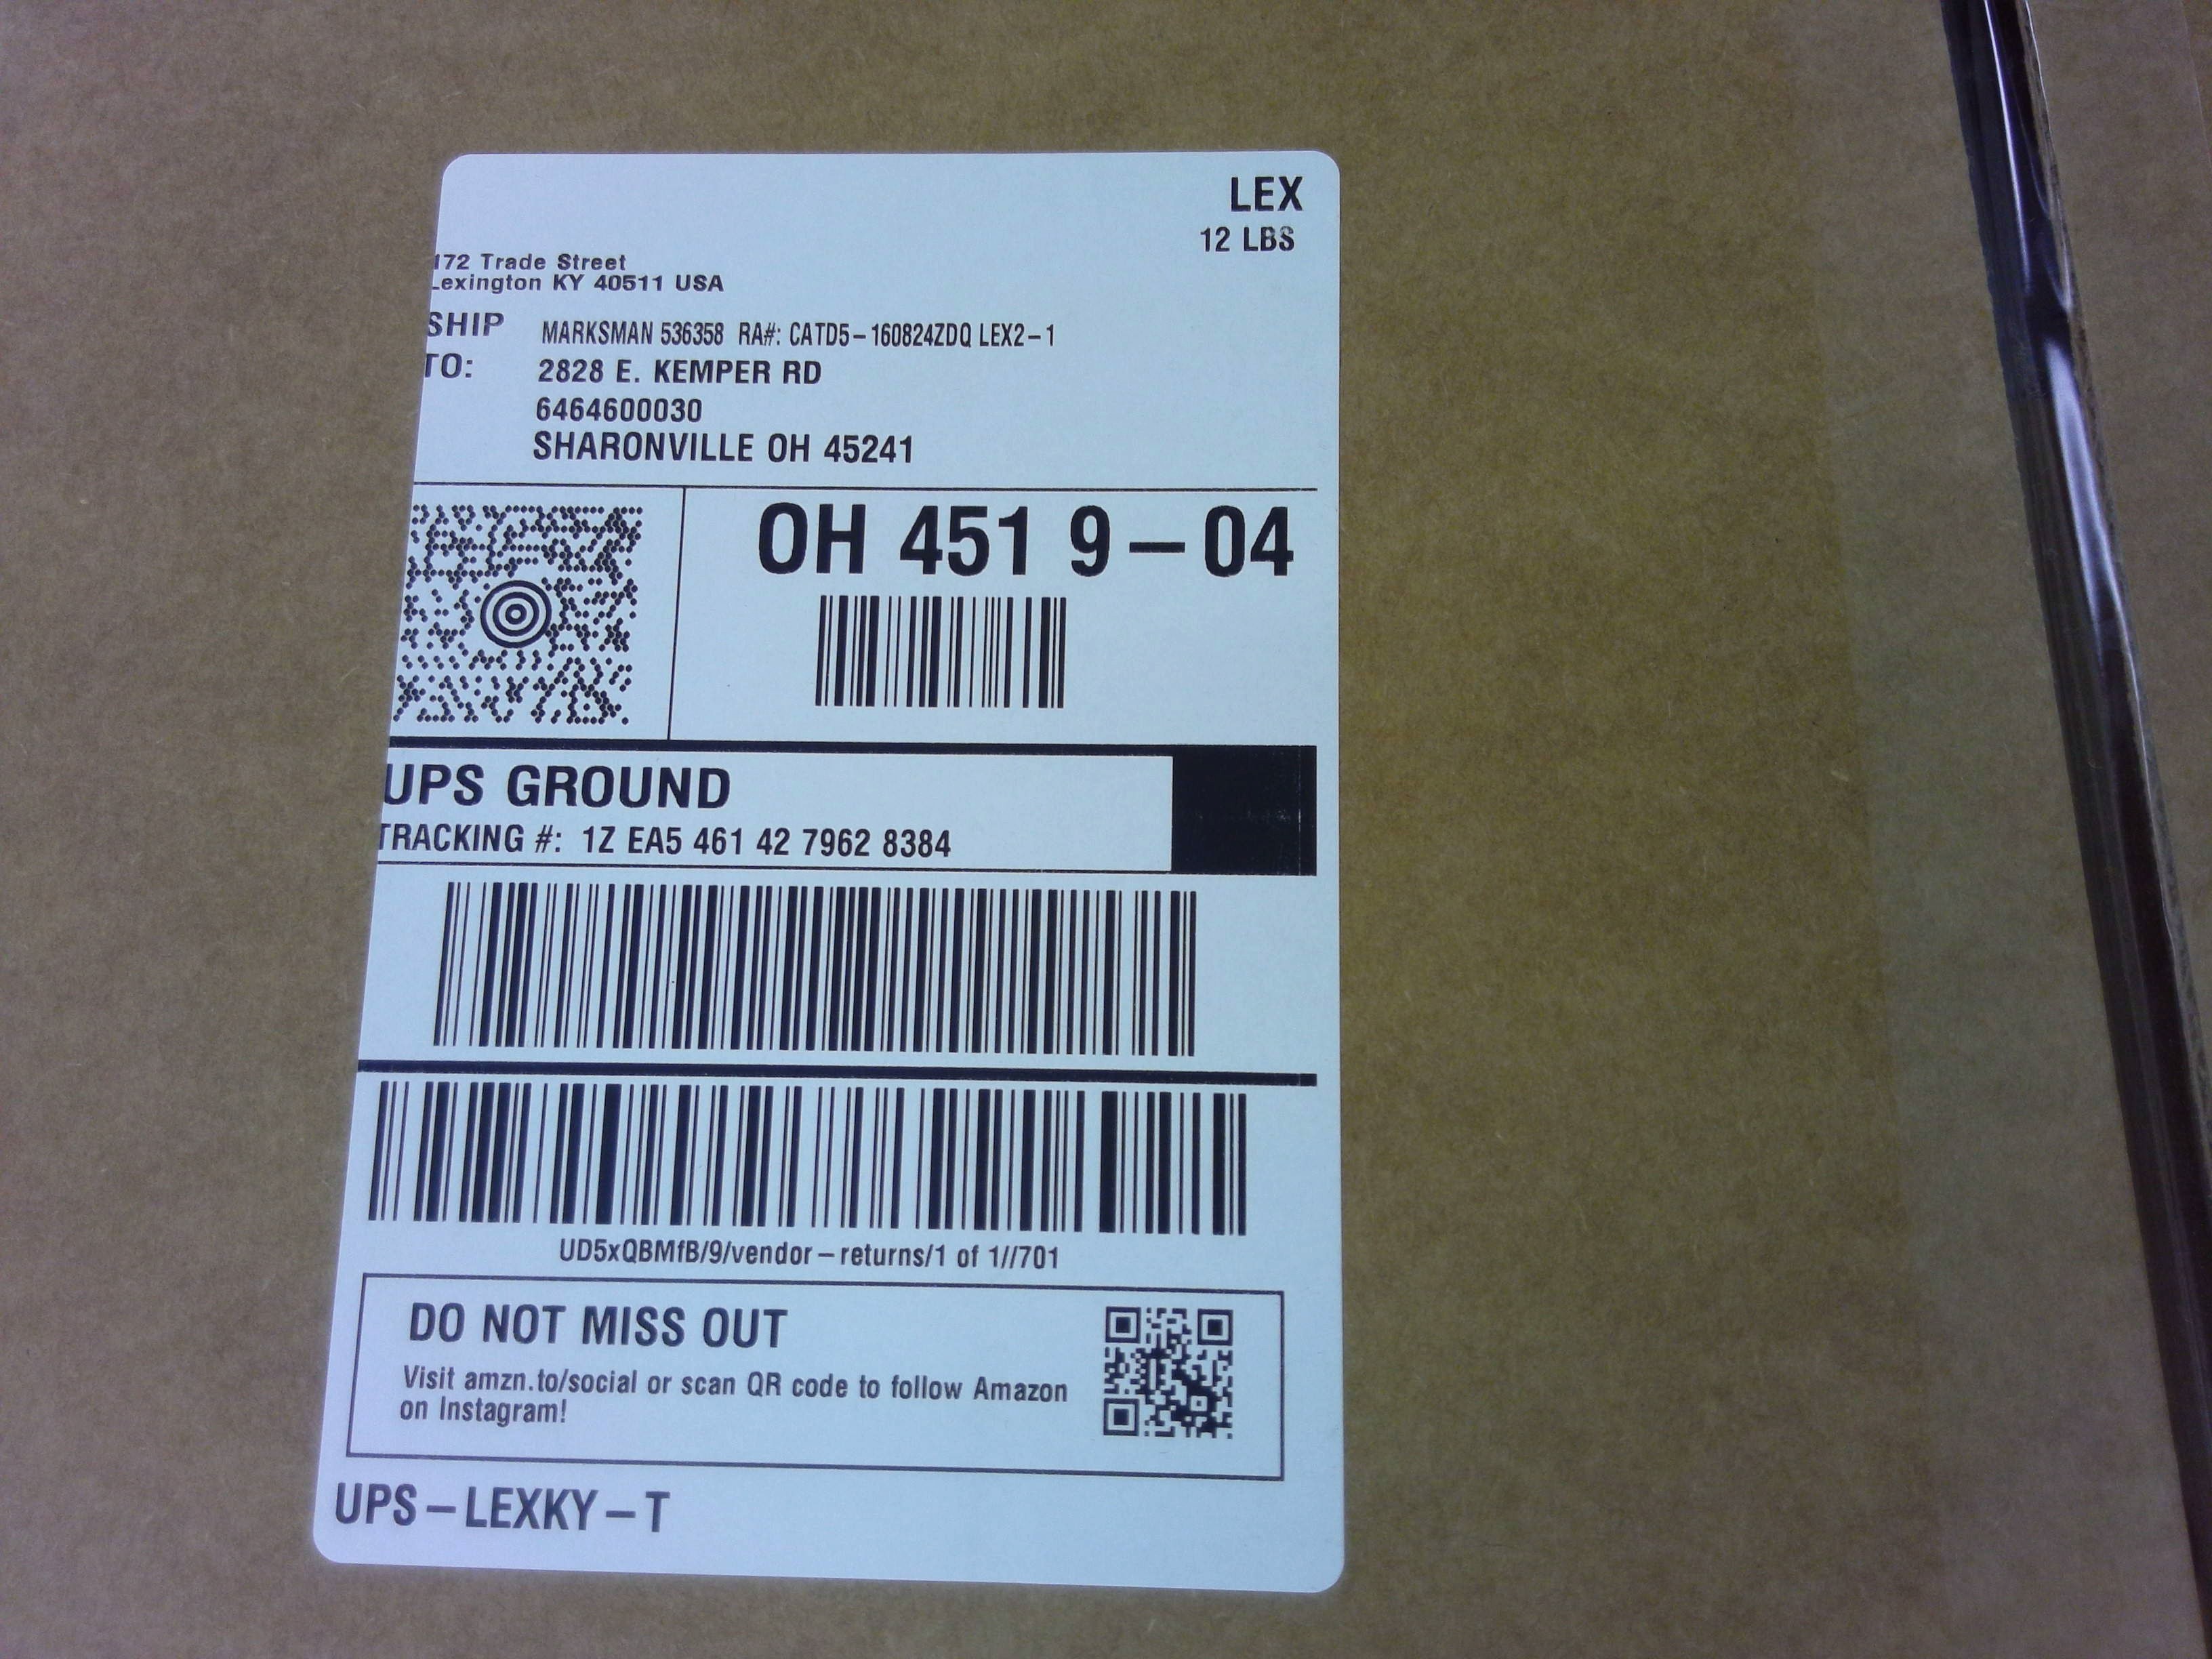 LEX
12 LBS
172 Trade Street
Lexington KY 40511 USA
SHIP
TO:
MARKSMAN 536358 RA#: CATD5-160824ZDQ LEX2-1
2828 E. KEMPER RD
6464600030
SHARONVILLE OH 45241
OH 451 9-04
UPS GROUND
TRACKING #: 1Z EA5 461 42 7962 8384
UD5xQBMfB/9/vendor-returns/1 of 1//701
DO NOT MISS OUT
Visit amzn.to/social or scan QR code to follow Amazon
on Instagram!
UPS-LEXKY-T